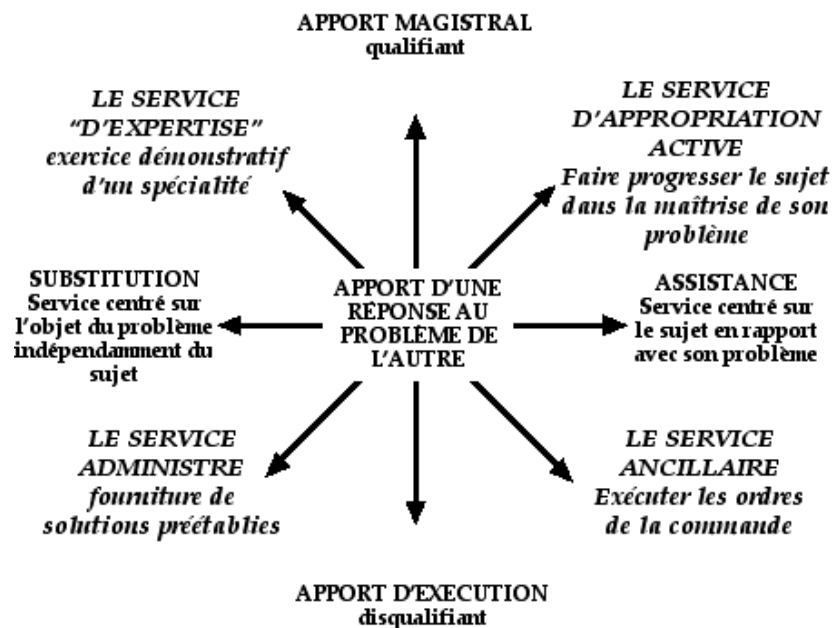 APPORT MAGISTRAL
qualifiant
LE SERVICE
“D’EXPERTISE”
exercice démonstratif
d’un spécialité
LE SERVICE
D’APPROPRIATION
ACTIVE
Faire progresser le sujet
dans la maîtrise de son
problème
SUBSTITUTION
Service centré sur
l’objet du problème
indépendamment du
sujet
APPORT D’UNE
RÉPONSE AU
PROBLÈME DE
L’AUTRE
ASSISTANCE
Service centré sur
le sujet en rapport
avec son problème
LE SERVICE
ADMINISTRE
fourniture de
solutions préétablies
LE SERVICE
ANCILLAIRE
Exécuter les ordres
de la commande
APPORT D’EXECUTION
disqualifiant